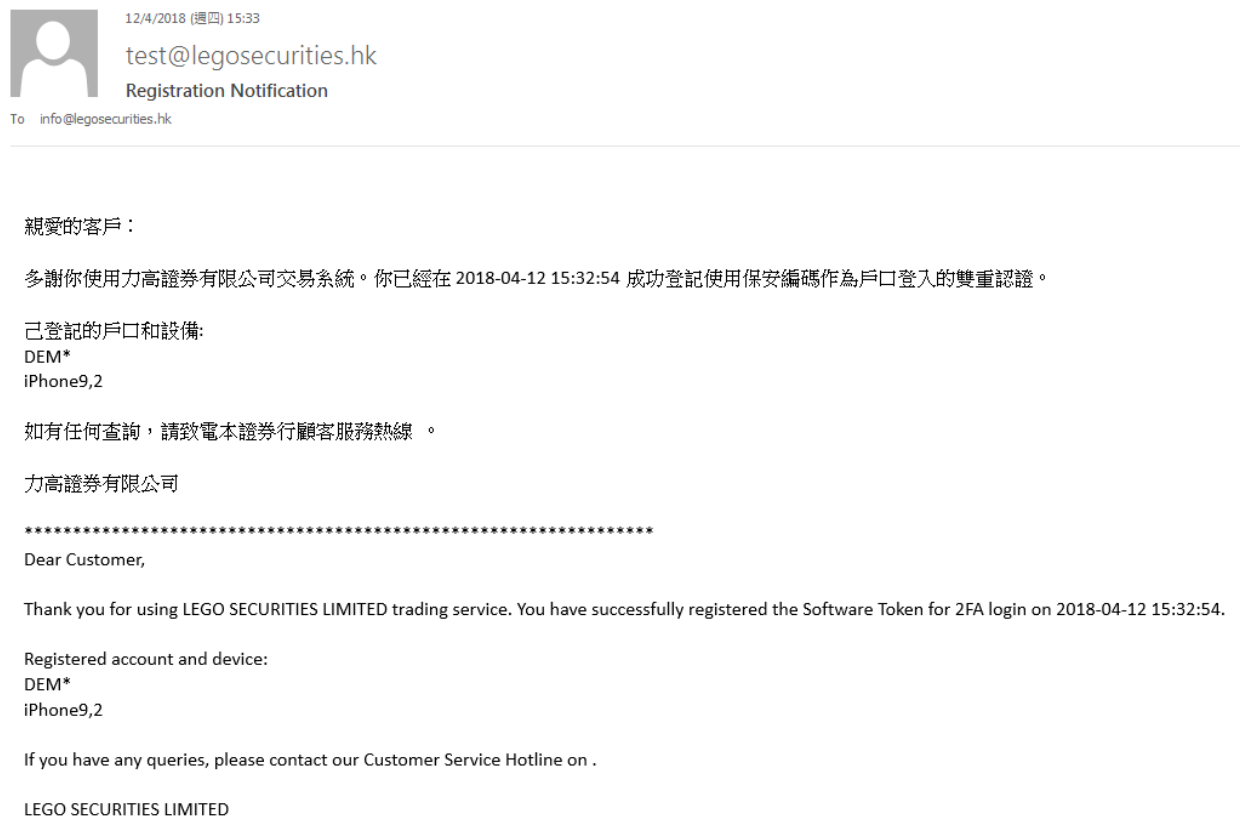 12/4/2018 (週四) 15:33
test@legosecurities.hk
Registration Notification
To info@legosecurities.hk
親愛的客戶：
多謝你使用力高證券有限公司交易系統。你已經在 2018-04-12 15:32:54 成功登記使用保安編碼作為戶口登入的雙重認證。
己登記的戶口和設備:
DEM*
iPhone9,2
如有任何查詢，請致電本證券行顧客服務熱線 。
力高證券有限公司
*****************************************************************
Dear Customer,
Thank you for using LEGO SECURITIES LIMITED trading service. You have successfully registered the Software Token for 2FA login on 2018-04-12 15:32:54.
Registered account and device:
DEM*
iPhone9,2
If you have any queries, please contact our Customer Service Hotline on .
LEGO SECURITIES LIMITED